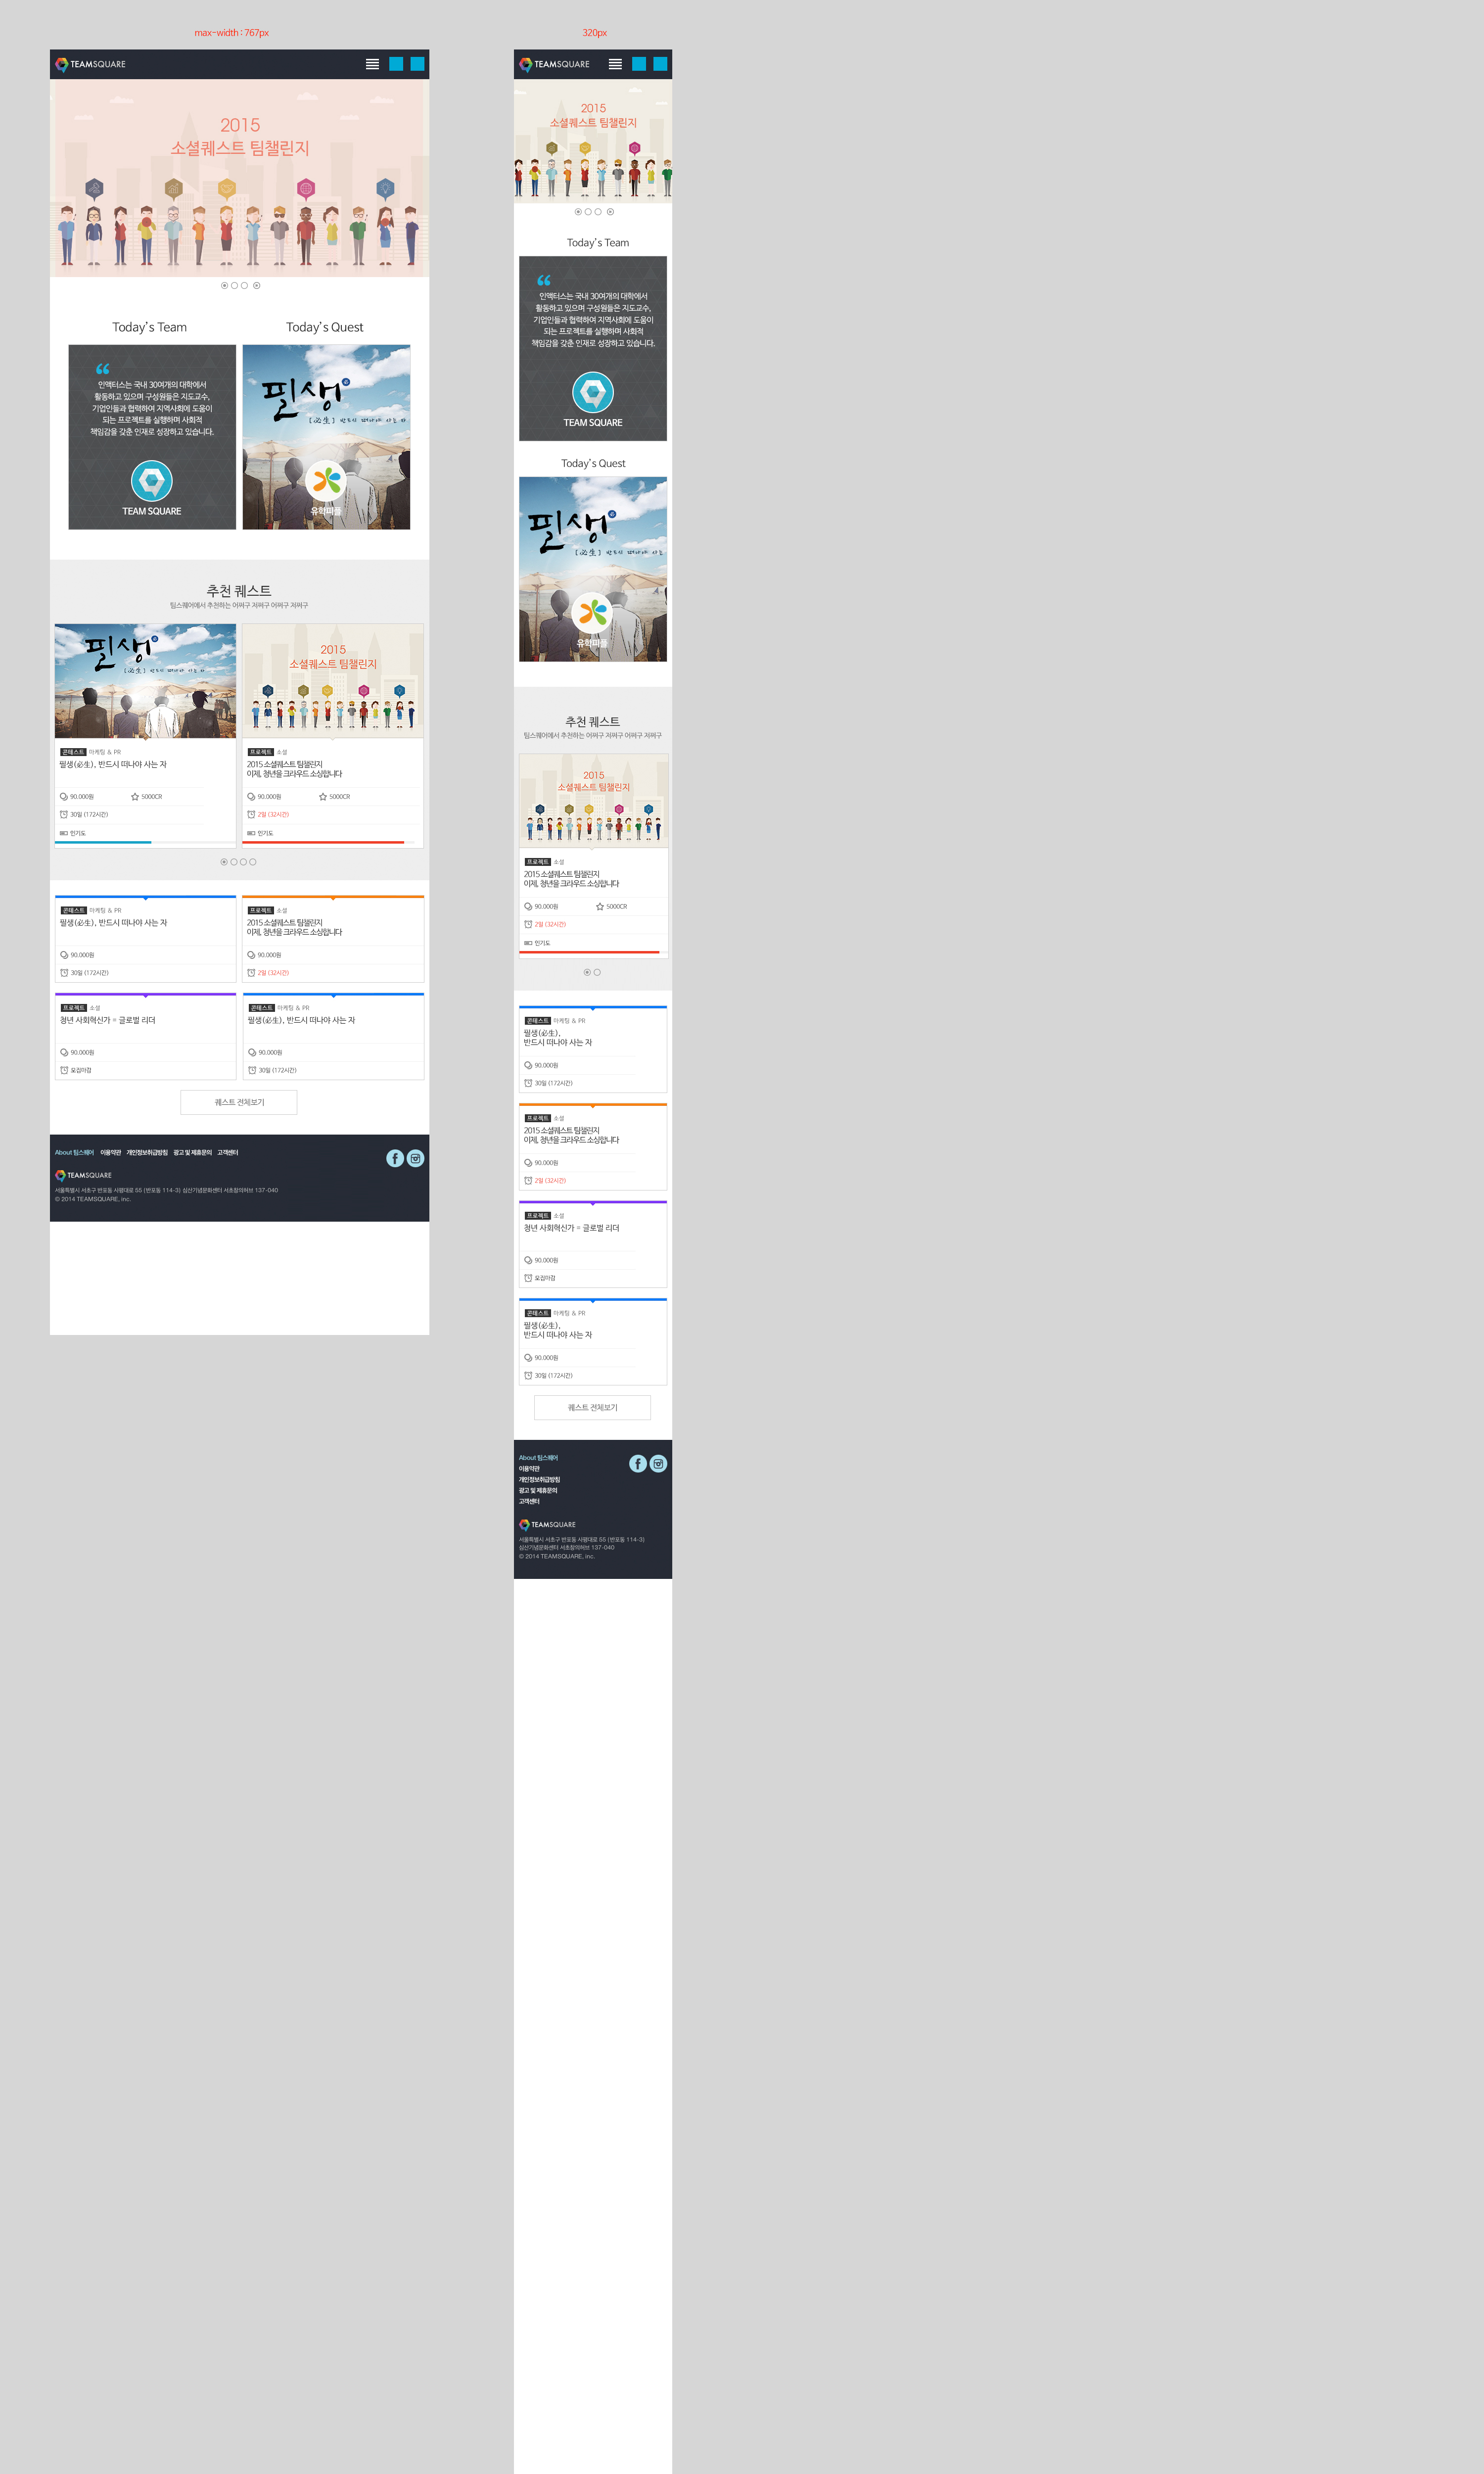 max-width : 767px
TEAMSQUARE
2015
소셜퀘스트 팀챌린지
Today’s Team
Today’s Quest
“
인액터스는 국내 30여개의 대학에서
활동하고 있으며 구성원들은 지도교수,
기업인들과 협력하여 지역사회에 도움이
되는 프로젝트를 실행하며 사회적
책임감을 갖춘 인재로 성장하고 있습니다.
TEAM SQUARE
필생 必
[必生] 반드시 떠나야 사는 자
유학피플
추천 퀘스트
팀스퀘어에서 추천하는 어쩌구 저쩌구 어쩌구 저쩌구
필생
[必生] 반드시 떠나야 사는 자
콘테스트 마케팅 & PR
필생(必生), 반드시 떠나야 사는 자
90.000원 5000CR
30일 (172시간)
인기도
2015
소셜퀘스트 팀챌린지
프로젝트 소셜
2015 소셜퀘스트 팀챌린지
이제, 청년을 크라우드 소싱합니다
90.000원 5000CR
2일 (32시간)
인기도
콘테스트 마케팅 & PR
필생(必生), 반드시 떠나야 사는 자
90.000원
30일 (172시간)
프로젝트 소셜
2015 소셜퀘스트 팀챌린지
이제, 청년을 크라우드 소싱합니다
90.000원
2일 (32시간)
프로젝트 소셜
청년 사회혁신가 = 글로벌 리더
90.000원
모집마감
콘테스트 마케팅 & PR
필생(必生), 반드시 떠나야 사는 자
90.000원
30일 (172시간)
퀘스트 전체보기
About 팀스퀘어 이용약관 개인정보취급방침 광고 및 제휴문의 고객센터
TEAMSQUARE
서울특별시 서초구 반포동 사평대로 55 (반포동 114-3) 심산기념문화센터 서초창의허브 137-040
© 2014 TEAMSQUARE, inc.
320px
TEAMSQUARE
2015
소셜퀘스트 팀챌린지
Today’s Team
“
인액터스는 국내 30여개의 대학에서
활동하고 있으며 구성원들은 지도교수,
기업인들과 협력하여 지역사회에 도움이
되는 프로젝트를 실행하며 사회적
책임감을 갖춘 인재로 성장하고 있습니다.
TEAM SQUARE
Today’s Quest
필생 必
[必生] 반드시 떠나야 사는
유학피플
추천 퀘스트
팀스퀘어에서 추천하는 어쩌구 저쩌구 어쩌구 저쩌구
2015
소셜퀘스트 팀챌린지
프로젝트 소셜
2015 소셜퀘스트 팀챌린지
이제, 청년을 크라우드 소싱합니다
90.000원 5000CR
2일 (32시간)
인기도
콘테스트 마케팅 & PR
필생(必生),
반드시 떠나야 사는 자
90.000원
30일 (172시간)
프로젝트 소셜
2015 소셜퀘스트 팀챌린지
이제, 청년을 크라우드 소싱합니다
90.000원
2일 (32시간)
프로젝트 소셜
청년 사회혁신가 = 글로벌 리더
90.000원
모집마감
콘테스트 마케팅 & PR
필생(必生),
반드시 떠나야 사는 자
90.000원
30일 (172시간)
퀘스트 전체보기
About 팀스퀘어
이용약관
개인정보취급방침
광고 및 제휴문의
고객센터
TEAMSQUARE
서울특별시 서초구 반포동 사평대로 55 (반포동 114-3)
심산기념문화센터 서초창의허브 137-040
© 2014 TEAMSQUARE, inc.